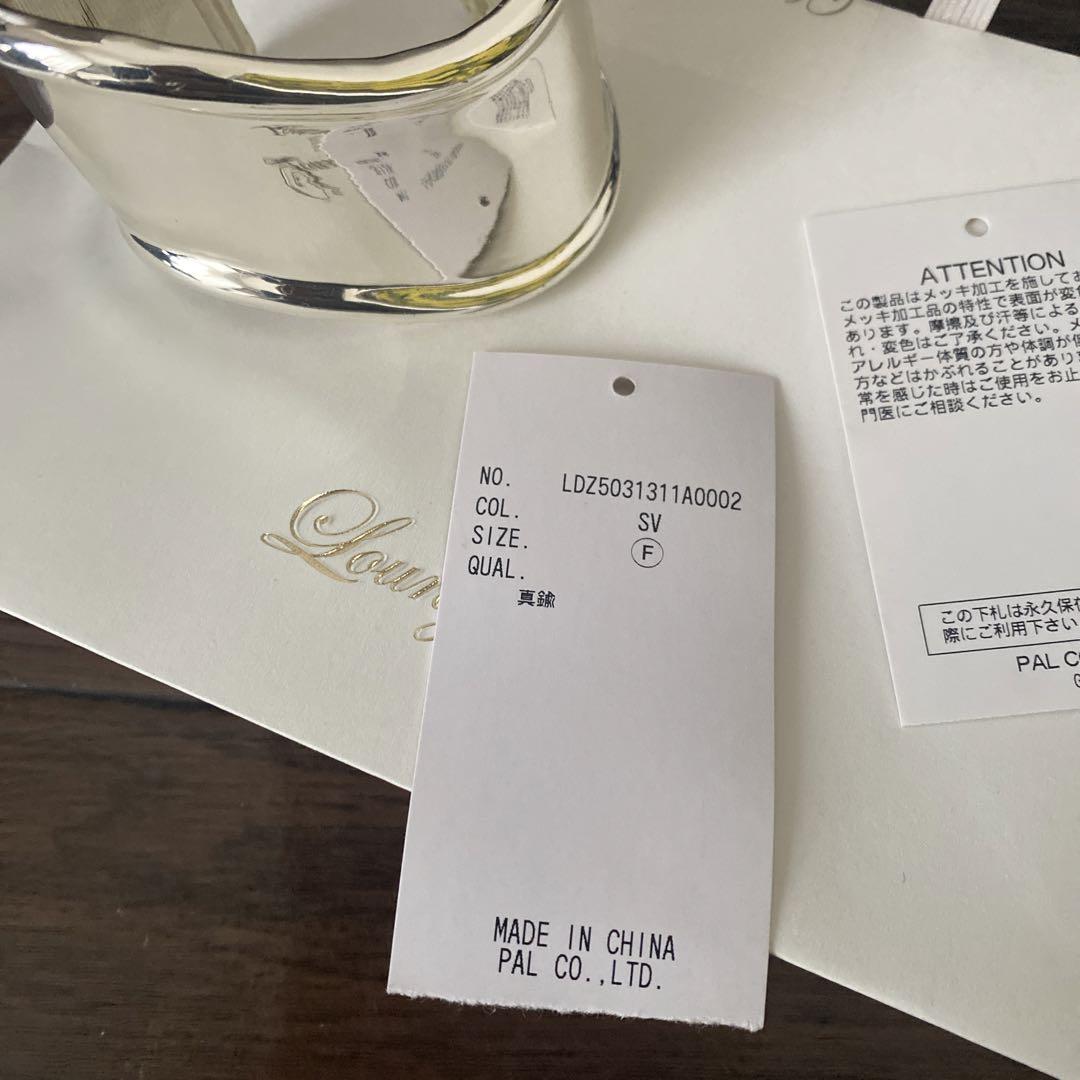 ATTENTION
この製品はメッキ加工を施してお
メッキ加工品の特性で表面が変化
あります。摩擦及び汗等による
れ・変色はご了承ください。メ
アレルギー体質の方や体調が
方などはかぶれることがあり
常を感じた時はご使用をお止
門医にご相談ください。
この下札は永久保存
際にご利用下さい
PAL C
NO. LDZ5031311A0002
COL. SV
SIZE. Ⓕ
QUAL.
真鍮
MADE IN CHINA
PAL CO.,LTD.
Loun